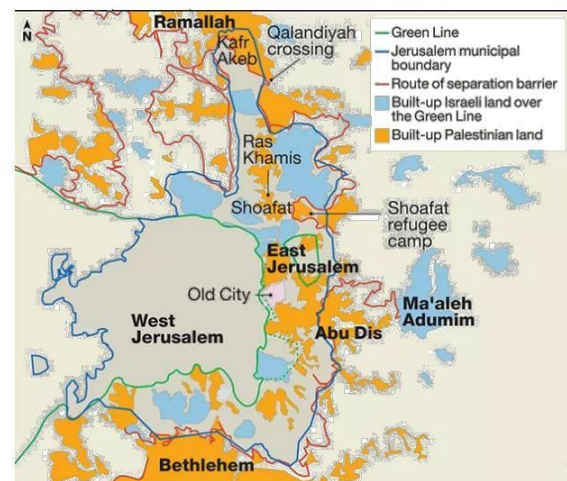 Ramallah
N
Kafr
Akeb
Qalandiyah
crossing
Green Line
Jerusalem municipal
boundary
Route of separation barrier
Built-up Israeli land over
the Green Line
Built-up Palestinian land
Ras
Khamis
Shoafat
Shoafat
refugee
camp
East
Jerusalem
Old City
West
Jerusalem
Abu Dis
Ma'aleh
Adumim
Bethlehem